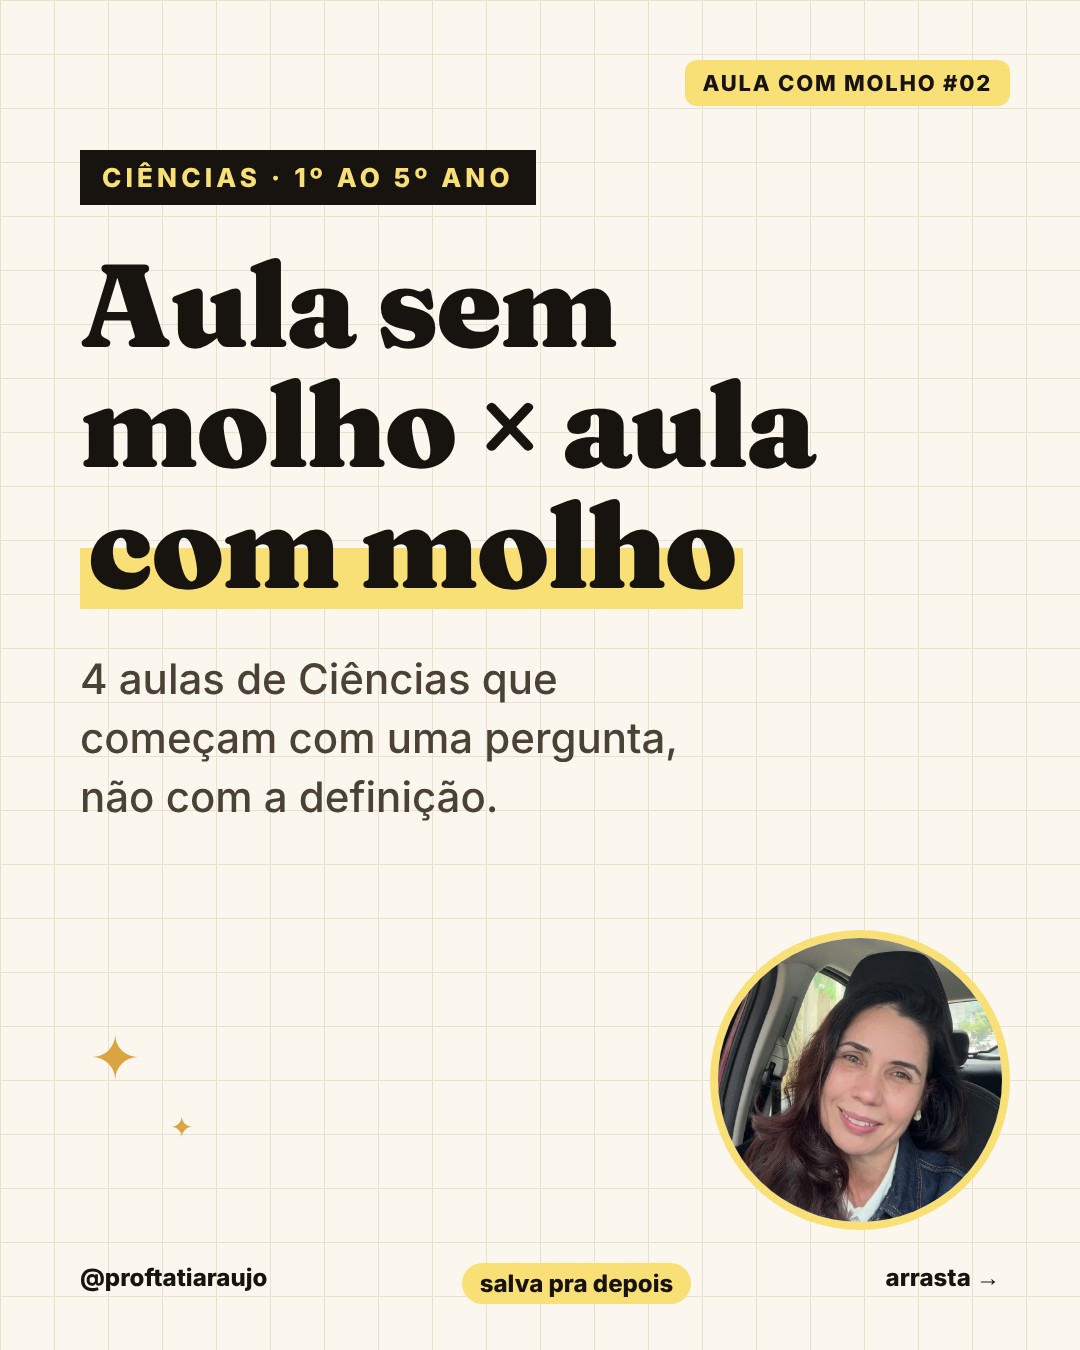 AULA COM MOLHO #02
CIÊNCIAS · 1º AO 5º ANO
Aula sem
molho × aula
com molho
4 aulas de Ciências que
começam com uma pergunta,
não com a definição.
@proftatiaraujo
salva pra depois
arrasta →